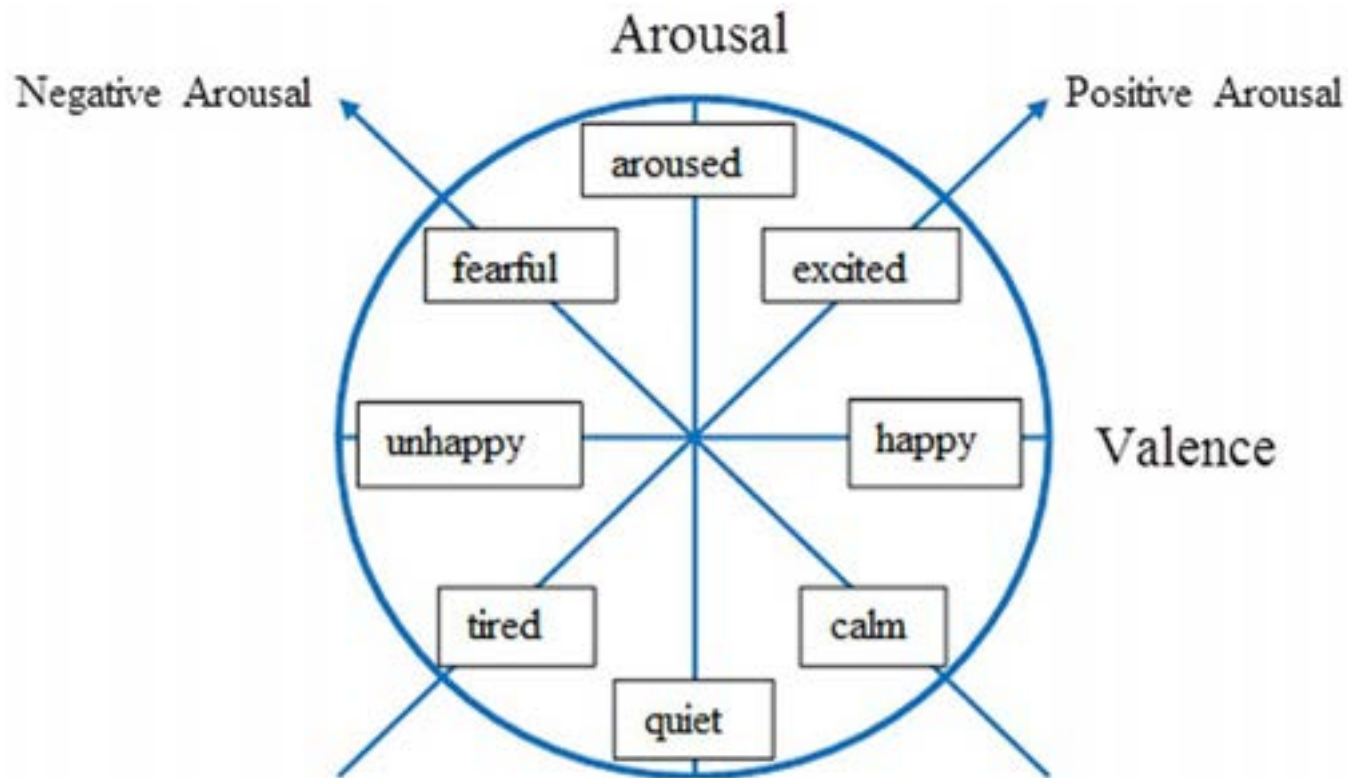 Arousal
Negative Arousal
Positive Arousal
aroused
fearful
excited
unhappy
happy
Valence
tired
calm
quiet